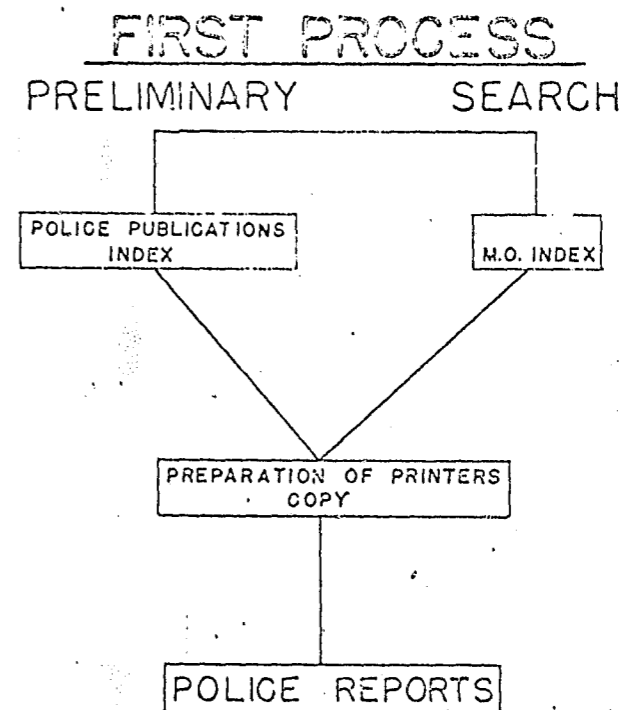 FIRST PROCESS
PRELIMINARY SEARCH
POLICE PUBLICATIONS
INDEX
M.O. INDEX
PREPARATION OF PRINTERS
COPY
POLICE REPORTS